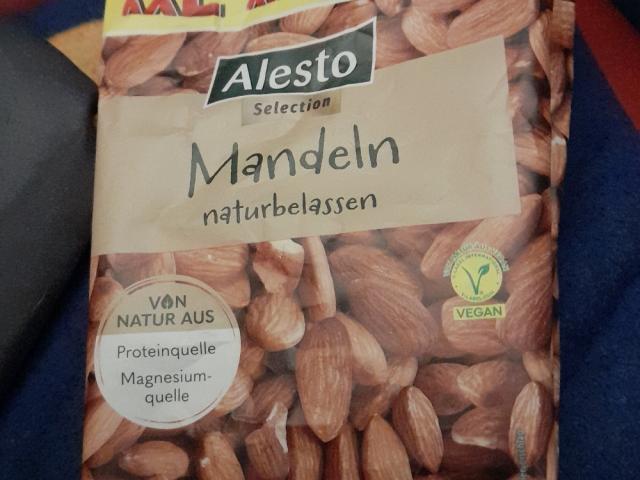 Alesto
Selection
Mandeln
naturbelassen
VON
NATUR AUS
Proteinquelle
Magnesium-
quelle
VEGAN